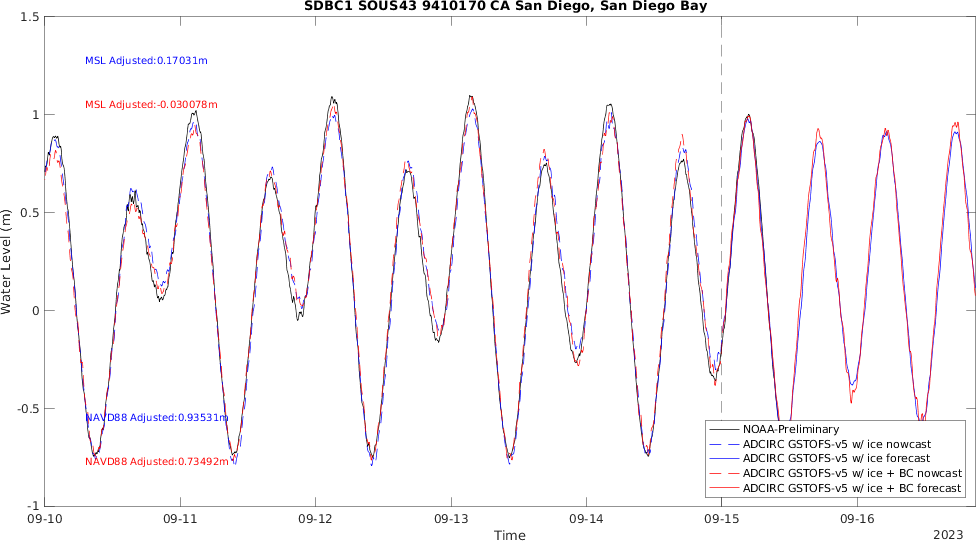 SDBC1 SOUS43 9410170 CA San Diego, San Diego Bay
1.5
MSL Adjusted:0.17031m
MSL Adjusted:-0.030078m
1
0.5
Water Level (m)
0
-0.5
NAVD88 Adjusted:0.93531m
NAVD88 Adjusted:0.73492m
-1
NOAA-Preliminary
ADCIRC GSTOFS-v5 w/ ice nowcast
ADCIRC GSTOFS-v5 w/ ice forecast
ADCIRC GSTOFS-v5 w/ ice + BC nowcast
ADCIRC GSTOFS-v5 w/ ice + BC forecast
09-10 09-11 09-12 09-13 09-14 09-15 09-16
Time
2023